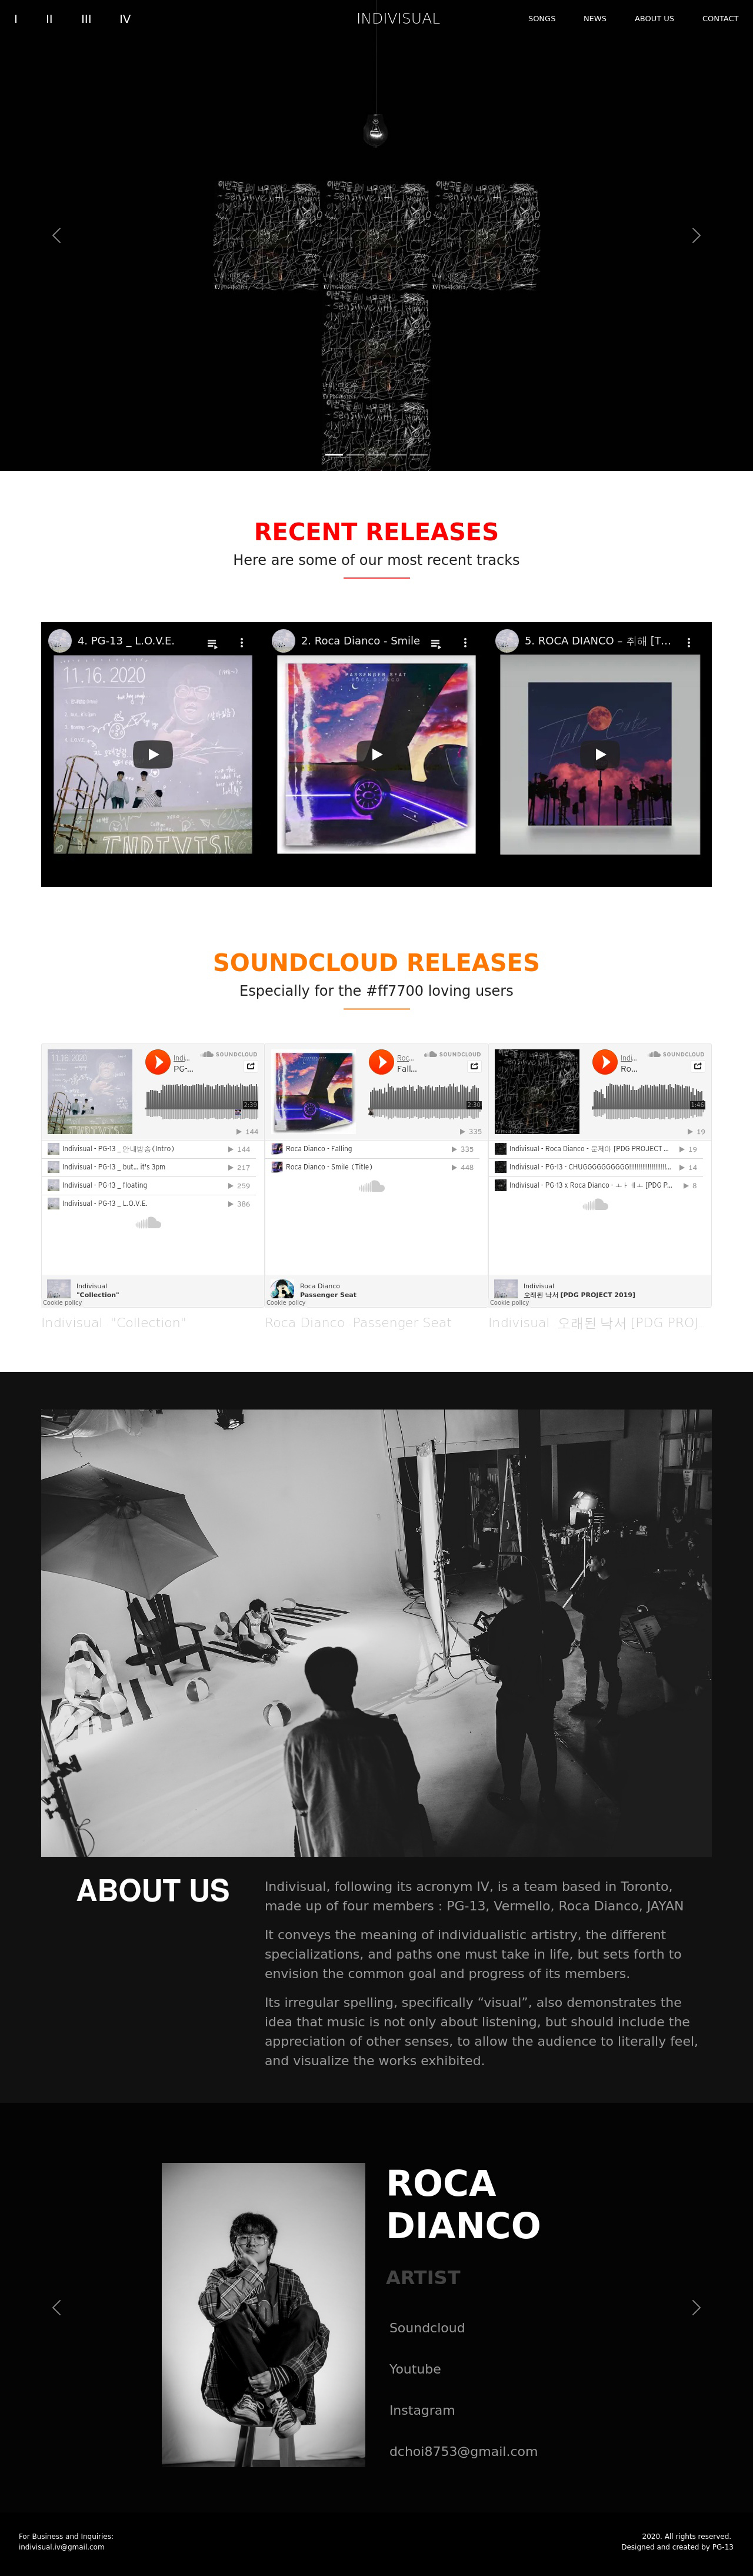 I II III IV
INDIVISUAL
SONGS NEWS ABOUT US CONTACT
RECENT RELEASES
Here are some of our most recent tracks
4. PG-13 _ L.O.V.E.
11.16.2020
2. Roca Dianco - Smile
PASSENGER SEAT
ROCA DIANCO
5. ROCA DIANCO – 취해 [T...
SOUNDCLOUD RELEASES
Especially for the #ff7700 loving users
Indi...
SOUNDCLOUD
PG-...
2:39
144
Indivisual - PG-13 _ 안내방송(Intro) 144
Indivisual - PG-13 _ but... it's 3pm 217
Indivisual - PG-13 _ floating 259
Indivisual - PG-13 _ L.O.V.E. 386
Indivisual
"Collection"
Cookie policy
Roc...
SOUNDCLOUD
Fall...
335
Roca Dianco - Falling 335
Roca Dianco - Smile (Title) 448
Roca Dianco
Passenger Seat
Cookie policy
Indi...
SOUNDCLOUD
Ro...
19
Indivisual - Roca Dianco - 문제아 [PDG PROJECT ... 19
14
Indivisual - PG-13 x Roca Dianco - ㅗㅏㅔㅗ [PDG P... 8
Indivisual
오래된 낙서 [PDG PROJECT 2019]
Cookie policy
Indivisual "Collection"
Roca Dianco Passenger Seat
Indivisual 오래된 낙서 [PDG PROJ
ABOUT US
Indivisual, following its acronym IV, is a team based in Toronto,
made up of four members : PG-13, Vermello, Roca Dianco, JAYAN
It conveys the meaning of individualistic artistry, the different
specializations, and paths one must take in life, but sets forth to
envision the common goal and progress of its members.
Its irregular spelling, specifically “visual”, also demonstrates the
idea that music is not only about listening, but should include the
appreciation of other senses, to allow the audience to literally feel,
and visualize the works exhibited.
ROCA
DIANCO
ARTIST
Soundcloud
Youtube
Instagram
dchoi8753@gmail.com
For Business and Inquiries:
indivisual.iv@gmail.com
2020. All rights reserved.
Designed and created by PG-13